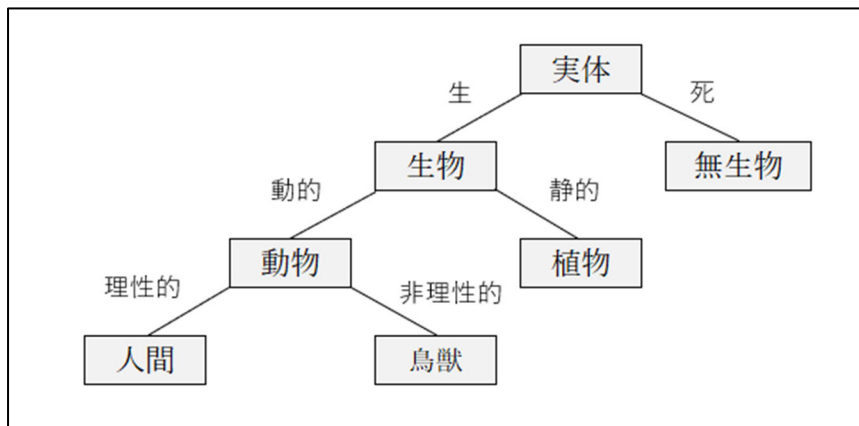 実体
生
死
生物
無生物
動的
静的
動物
植物
理性的
非理性的
人間
鳥獣